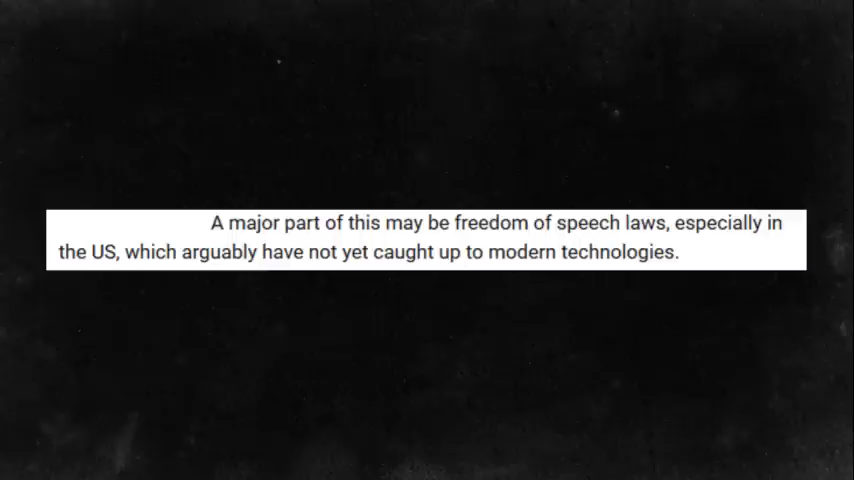 A major part of this may be freedom of speech laws, especially in
the US, which arguably have not yet caught up to modern technologies.